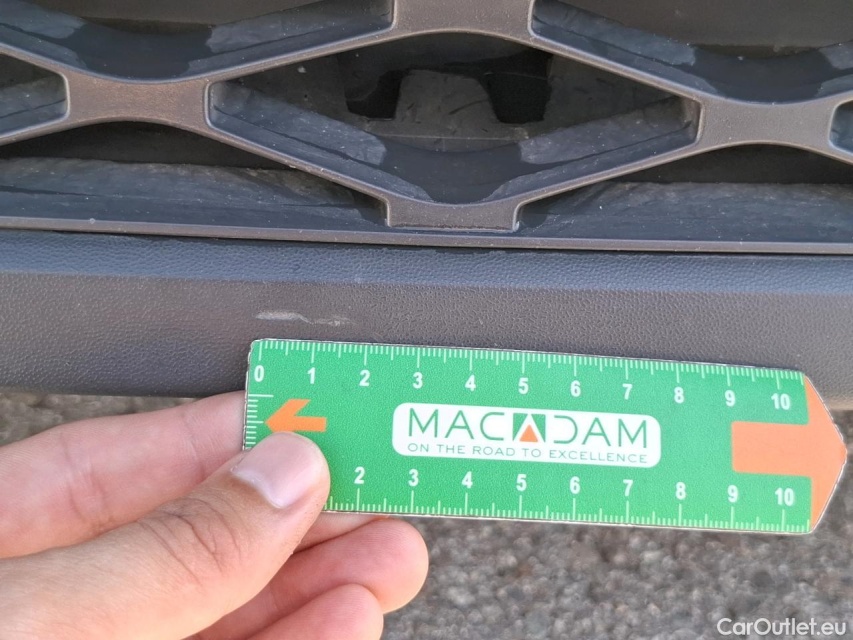 0 1 2 3 4 5 6 7 8 9 10
MACADAM
ON THE ROAD TO EXCELLENCE
2 3 4 5 6 7 8 9 10
CarOutlet.eu